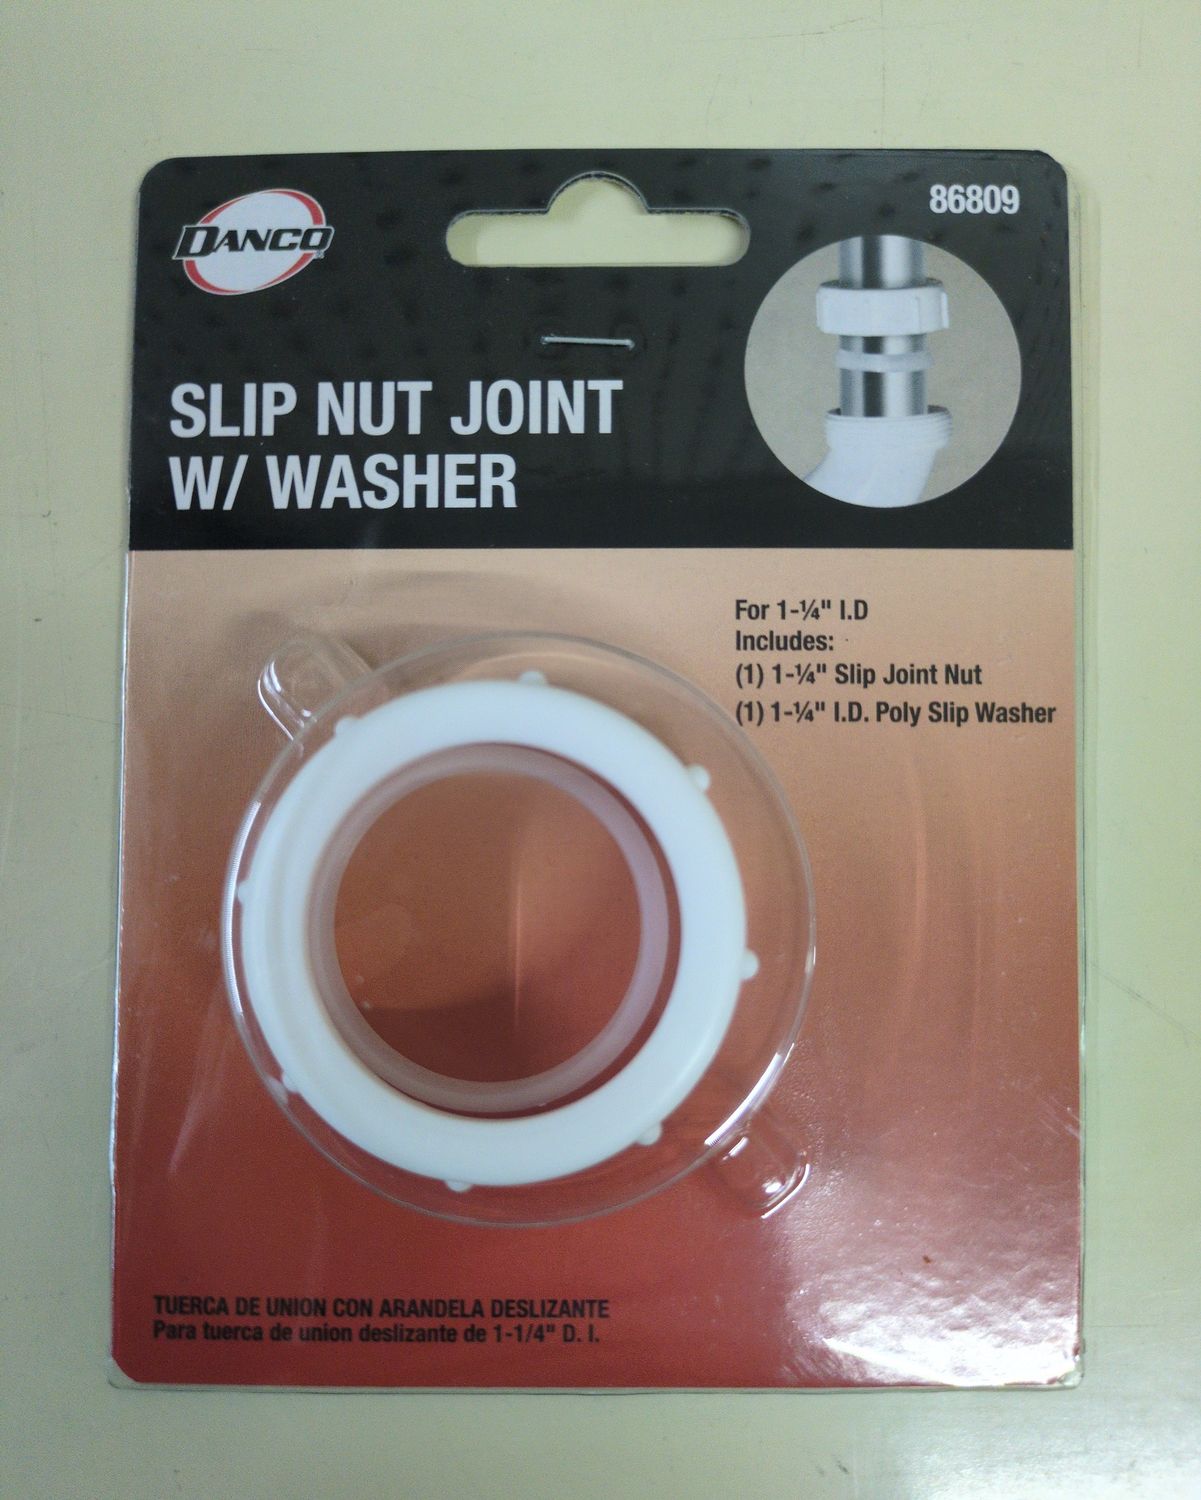 DANCO
86809
SLIP NUT JOINT
W/ WASHER
For 1-¼" I.D
Includes:
(1) 1-¼" Slip Joint Nut
(1) 1-¼" I.D. Poly Slip Washer
TUERCA DE UNION CON ARANDELA DESLIZANTE
Para tuerca de union deslizante de 1-1/4" D. I.